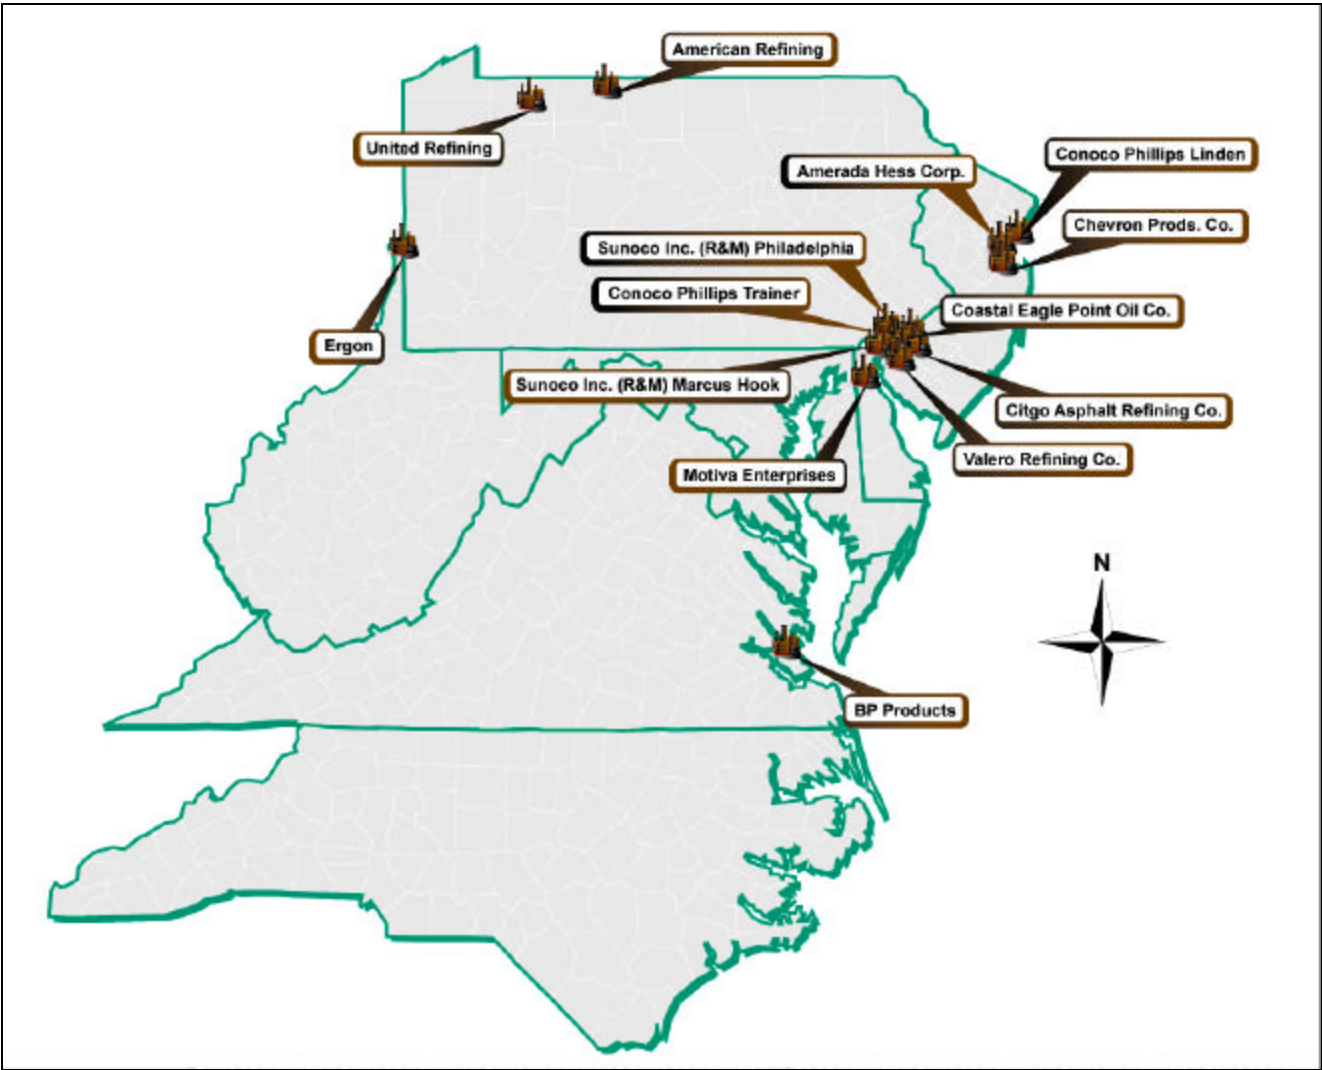 American Refining
United Refining
Conoco Phillips Linden
Amerada Hess Corp.
Chevron Prods. Co.
Sunoco Inc. (R&M) Philadelphia
Conoco Phillips Trainer
Coastal Eagle Point Oil Co.
Ergon
Sunoco Inc. (R&M) Marcus Hook
Citgo Asphalt Refining Co.
Valero Refining Co.
Motiva Enterprises
N
BP Products